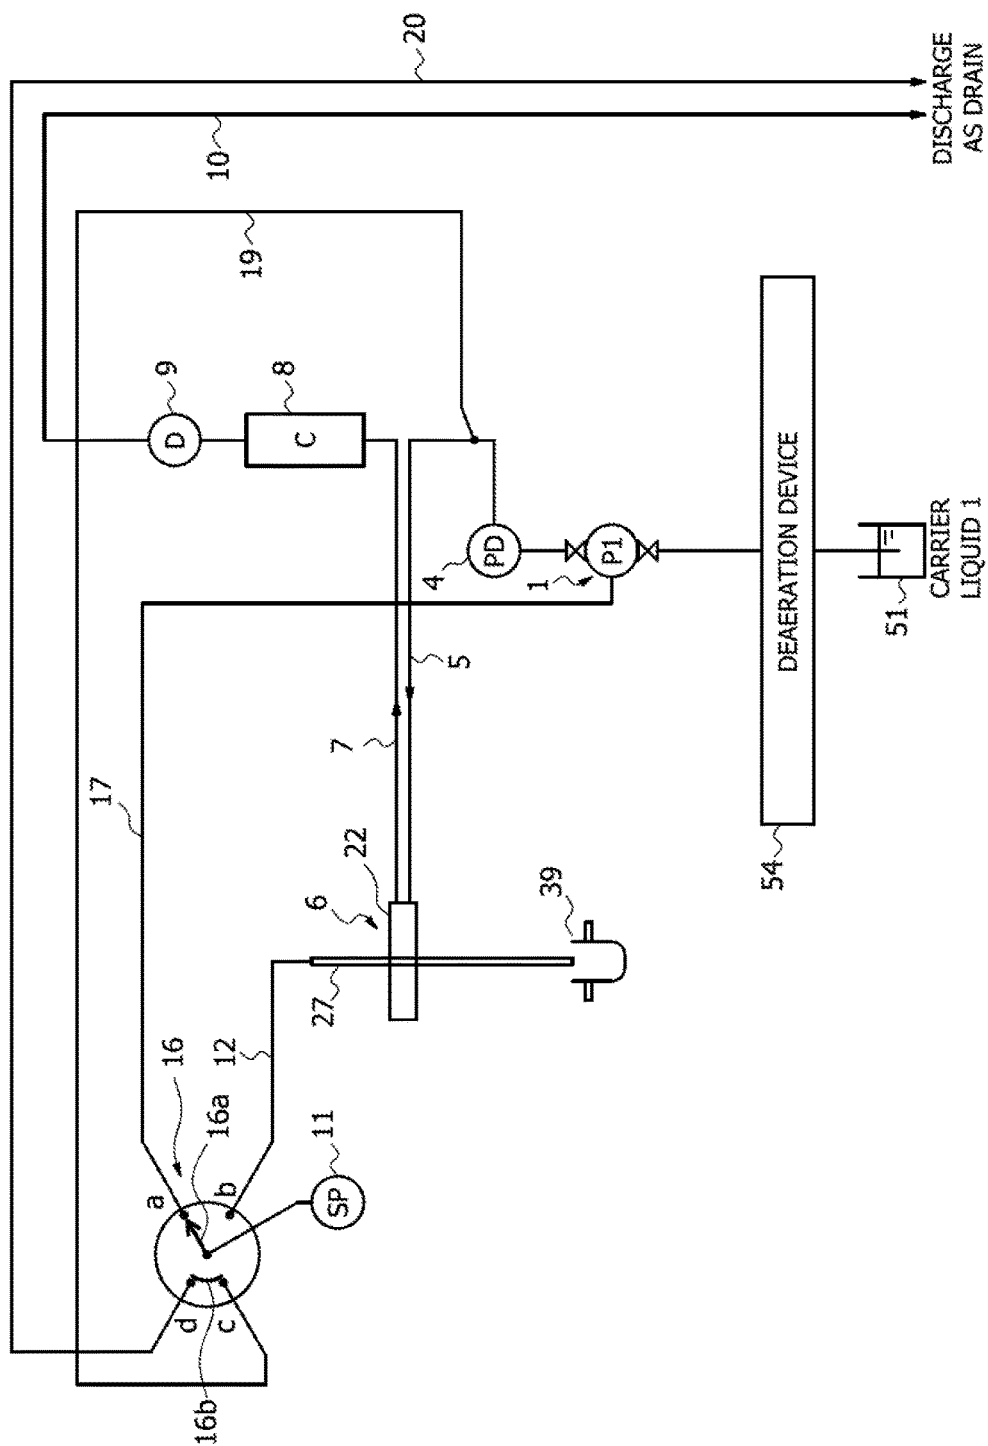 20
10
19
DISCHARGE
AS DRAIN
9
D
8
C
4
PD
1
P1
DEAERATION DEVICE
51
CARRIER
LIQUID 1
54
5
7
17
22
6
39
27
12
16
16a
11
SP
a
b
d
c
16b